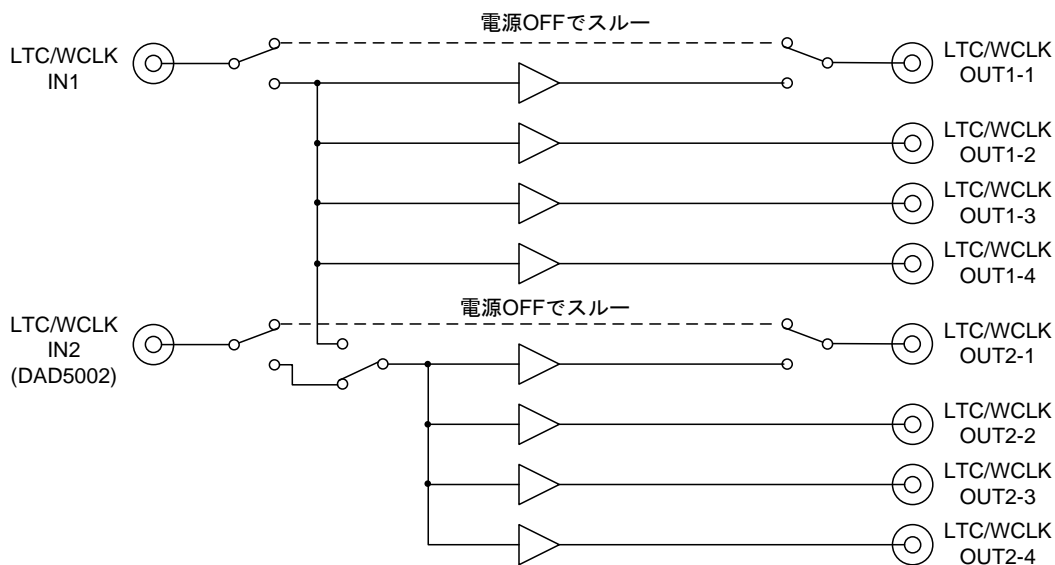 電源OFFでスルー
LTC/WCLK
IN1
LTC/WCLK
OUT1-1
LTC/WCLK
OUT1-2
LTC/WCLK
OUT1-3
LTC/WCLK
OUT1-4
電源OFFでスルー
LTC/WCLK
IN2
(DAD5002)
LTC/WCLK
OUT2-1
LTC/WCLK
OUT2-2
LTC/WCLK
OUT2-3
LTC/WCLK
OUT2-4